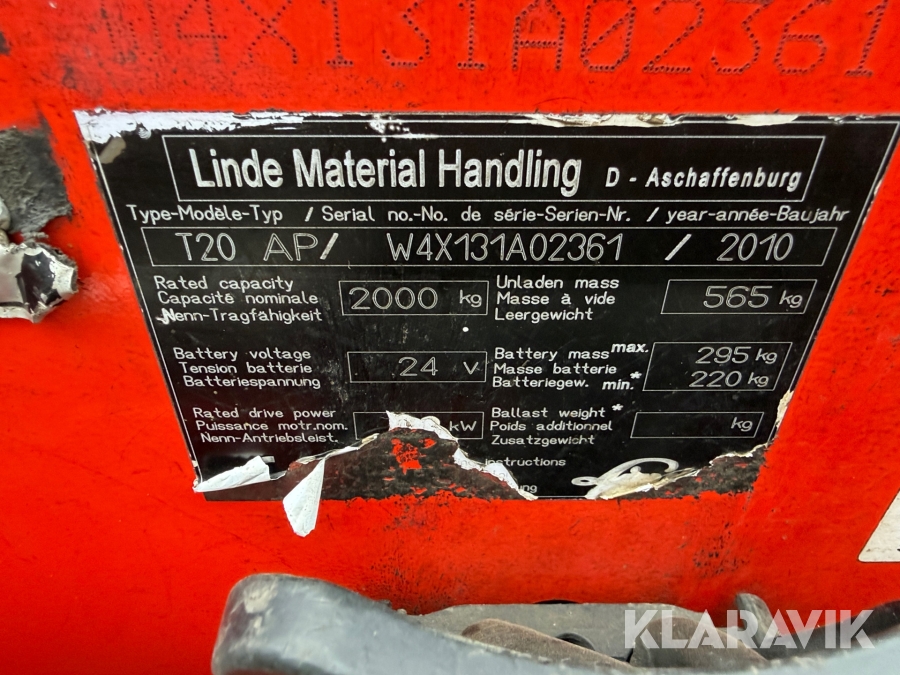 W4X131A02361
Linde Material Handling D - Aschaffenburg
Type-Modèle-Typ / Serial no.-No. de série-Serien-Nr. / year-année-Baujahr
T20 AP/ W4X131A02361 / 2010
Rated capacity
Capacité nominale
Nenn-Tragfähigkeit
2000 kg
Unladen mass
Masse à vide
Leergewicht
565 kg
Battery voltage
Tension batterie
Batteriespannung
24 V
Battery mass max.
Masse batterie
Batteriegew. min.*
295 kg
220 kg
Rated drive power
Puissance motr.nom.
Nenn-Antriebsleist.
kW
Ballast weight *
Poids additionnel
Zusatzgewicht
kg
instructions
ung
KLARAVIK